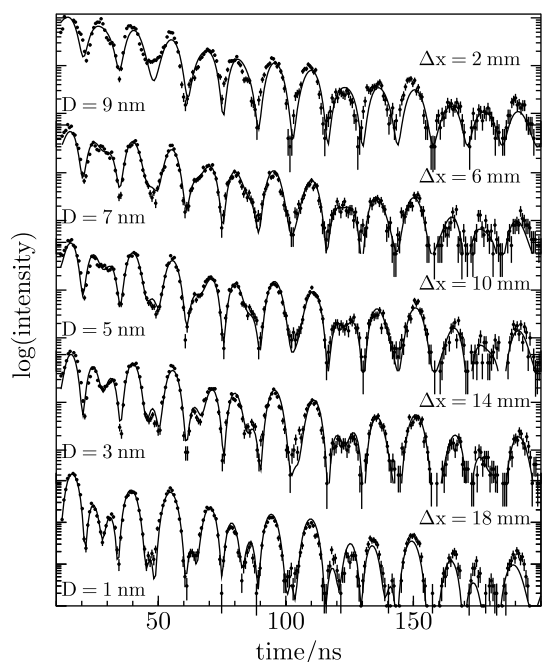 Δx = 2 mm
D = 9 nm
Δx = 6 mm
D = 7 nm
Δx = 10 mm
D = 5 nm
Δx = 14 mm
D = 3 nm
Δx = 18 mm
D = 1 nm
log(intensity)
50 100 150
time/ns